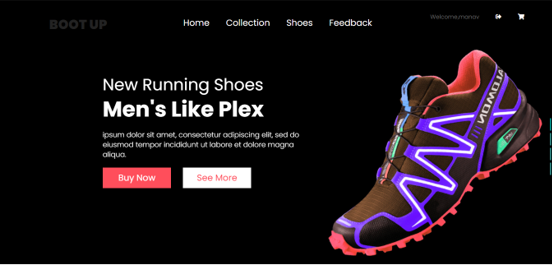 BOOT UP
Home Collection Shoes Feedback
Welcome,manav
New Running Shoes
Men's Like Plex
ipsum dolor sit amet, consectetur adipiscing elit, sed do
eiusmod tempor incididunt ut labore et dolore magna
aliqua.
Buy Now See More
SALOMON